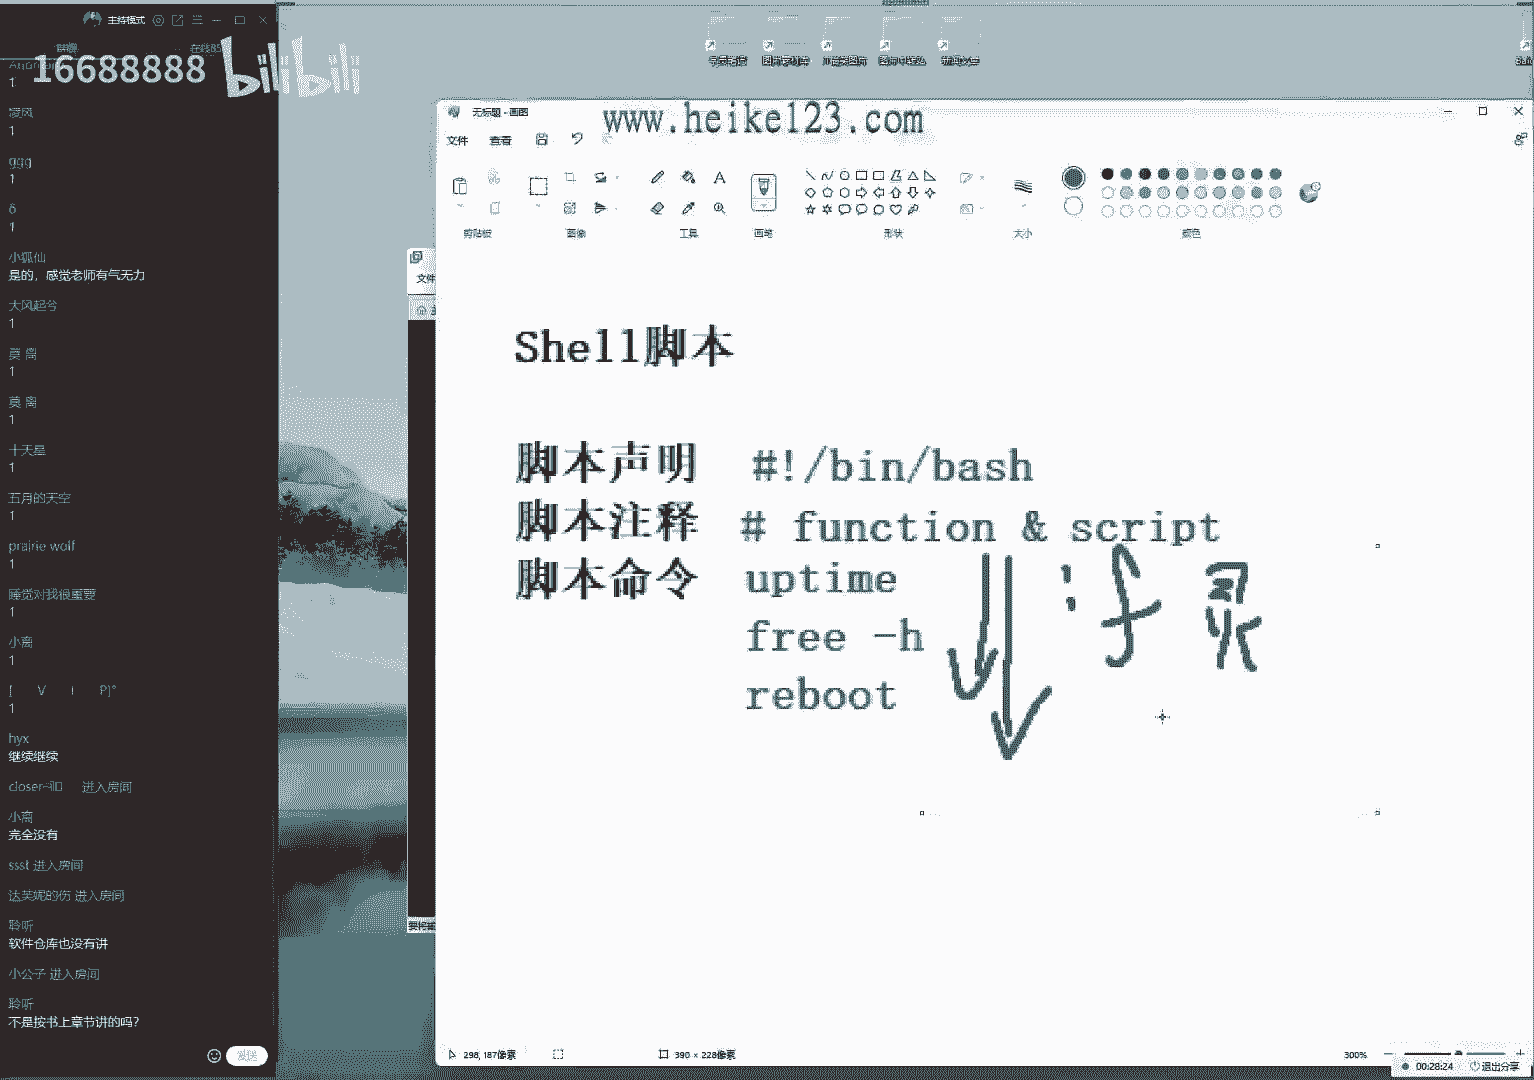 主持模式
16688888 bilibili
1
凌风
1
ggg
1
δ
1
小狐仙
是的，感觉老师有气无力
大风起兮
1
莫 离
1
莫 离
1
十天星
1
五月的天空
1
prairie wolf
1
睡觉对我很重要
1
小离
1
1
hyx
继续继续
进入房间
小离
完全没有
ssst 进入房间
达芙妮的伤 进入房间
聆听
软件仓库也没有讲
小公子 进入房间
聆听
不是按书上章节讲的吗?
发送
无标题 - 画图
www.heike123.com
文件 查看
剪贴板 图像 工具 画笔 形状 大小 颜色
文件
Shell脚本
脚本声明 #!/bin/bash
脚本注释 # function & script
脚本命令 uptime
free -h
reboot
298, 187像素
390 × 228像素
300%
00:28:24
退出分享